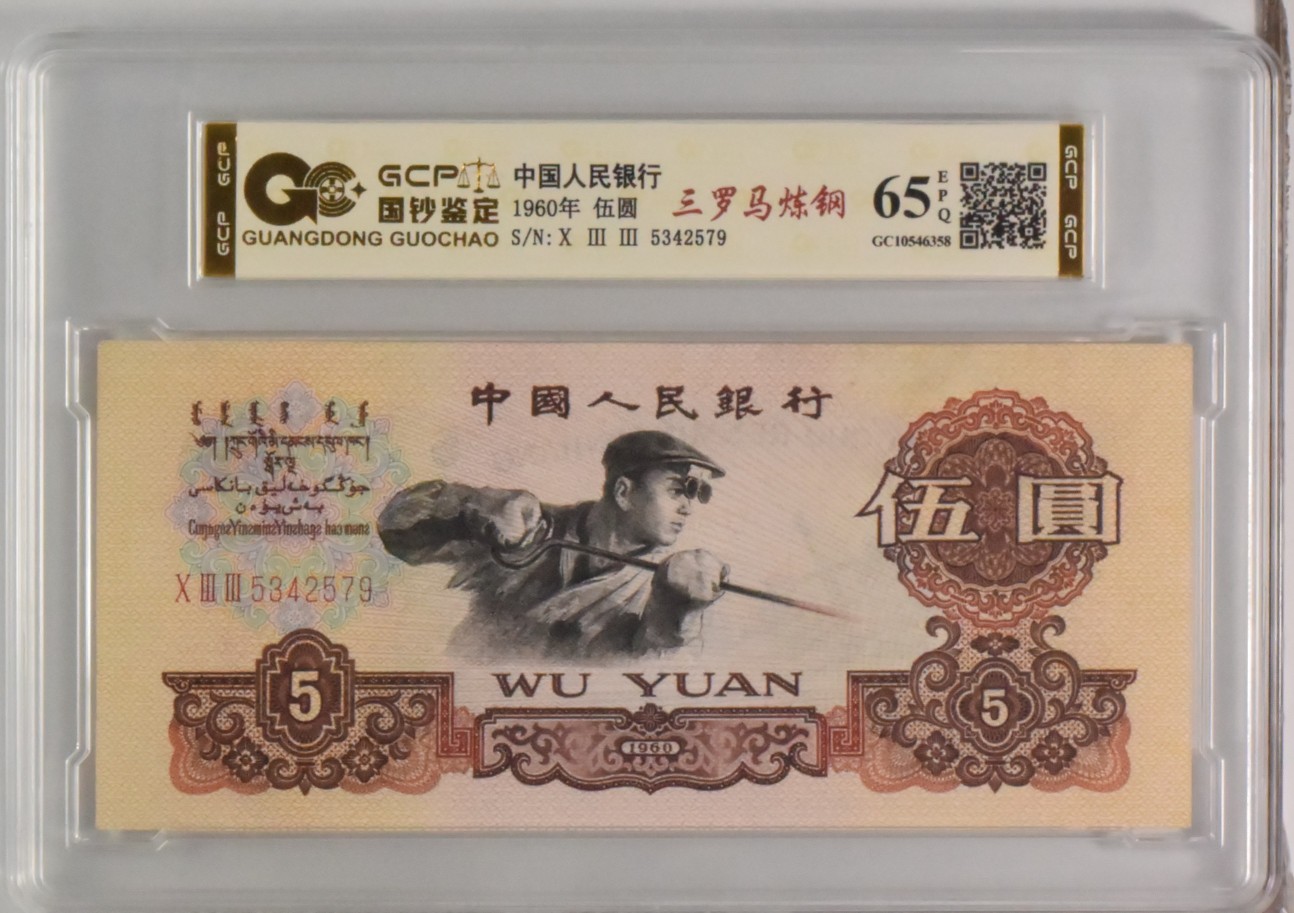 GCP GCP
GCP
国钞鉴定
GUANGDONG GUOCHAO
中国人民银行
1960年 伍圆
S/N: X III III 5342579
三罗马炼钢
65 EPQ
GC10546358
GCP GCP
中國人民銀行
伍圓
X III III 5342579
5
WU YUAN
1960
5